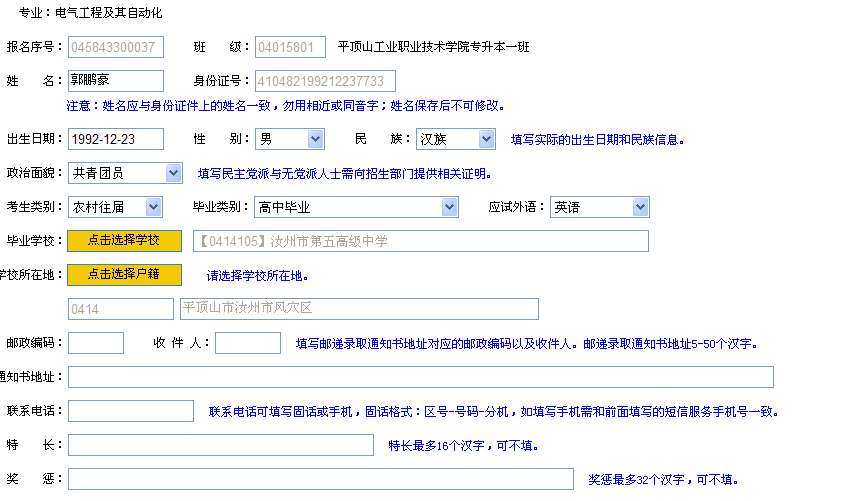 专业：电气工程及其自动化
报名序号： 045843300037 班 级： 04015801 平顶山工业职业技术学院专升本一班
姓 名： 郭鹏豪 身份证号： 410482199212237733
注意：姓名应与身份证件上的姓名一致，勿用相近或同音字；姓名保存后不可修改。
出生日期： 1992-12-23 性 别： 男 民 族： 汉族 填写实际的出生日期和民族信息。
政治面貌： 共青团员 填写民主党派与无党派人士需向招生部门提供相关证明。
考生类别： 农村往届 毕业类别： 高中毕业 应试外语： 英语
毕业学校： 点击选择学校 【0414105】汝州市第五高级中学
学校所在地： 点击选择户籍 请选择学校所在地。
0414 平顶山市汝州市风穴区
邮政编码： 收 件 人： 填写邮递录取通知书地址对应的邮政编码以及收件人。邮递录取通知书地址5-50个汉字。
通知书地址：
联系电话： 联系电话可填写固话或手机，固话格式：区号-号码-分机，如填写手机需和前面填写的短信服务手机号一致。
特 长： 特长最多16个汉字，可不填。
奖 惩： 奖惩最多32个汉字，可不填。